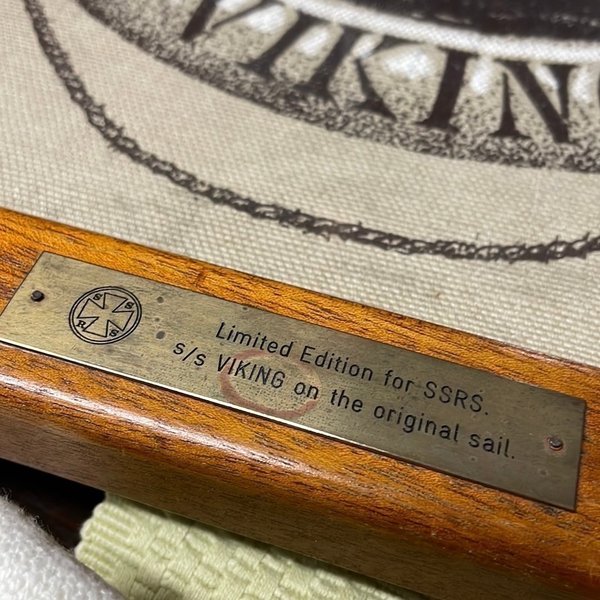 VIKING
S S
R S
Limited Edition for SSRS.
s/s VIKING on the original sail.